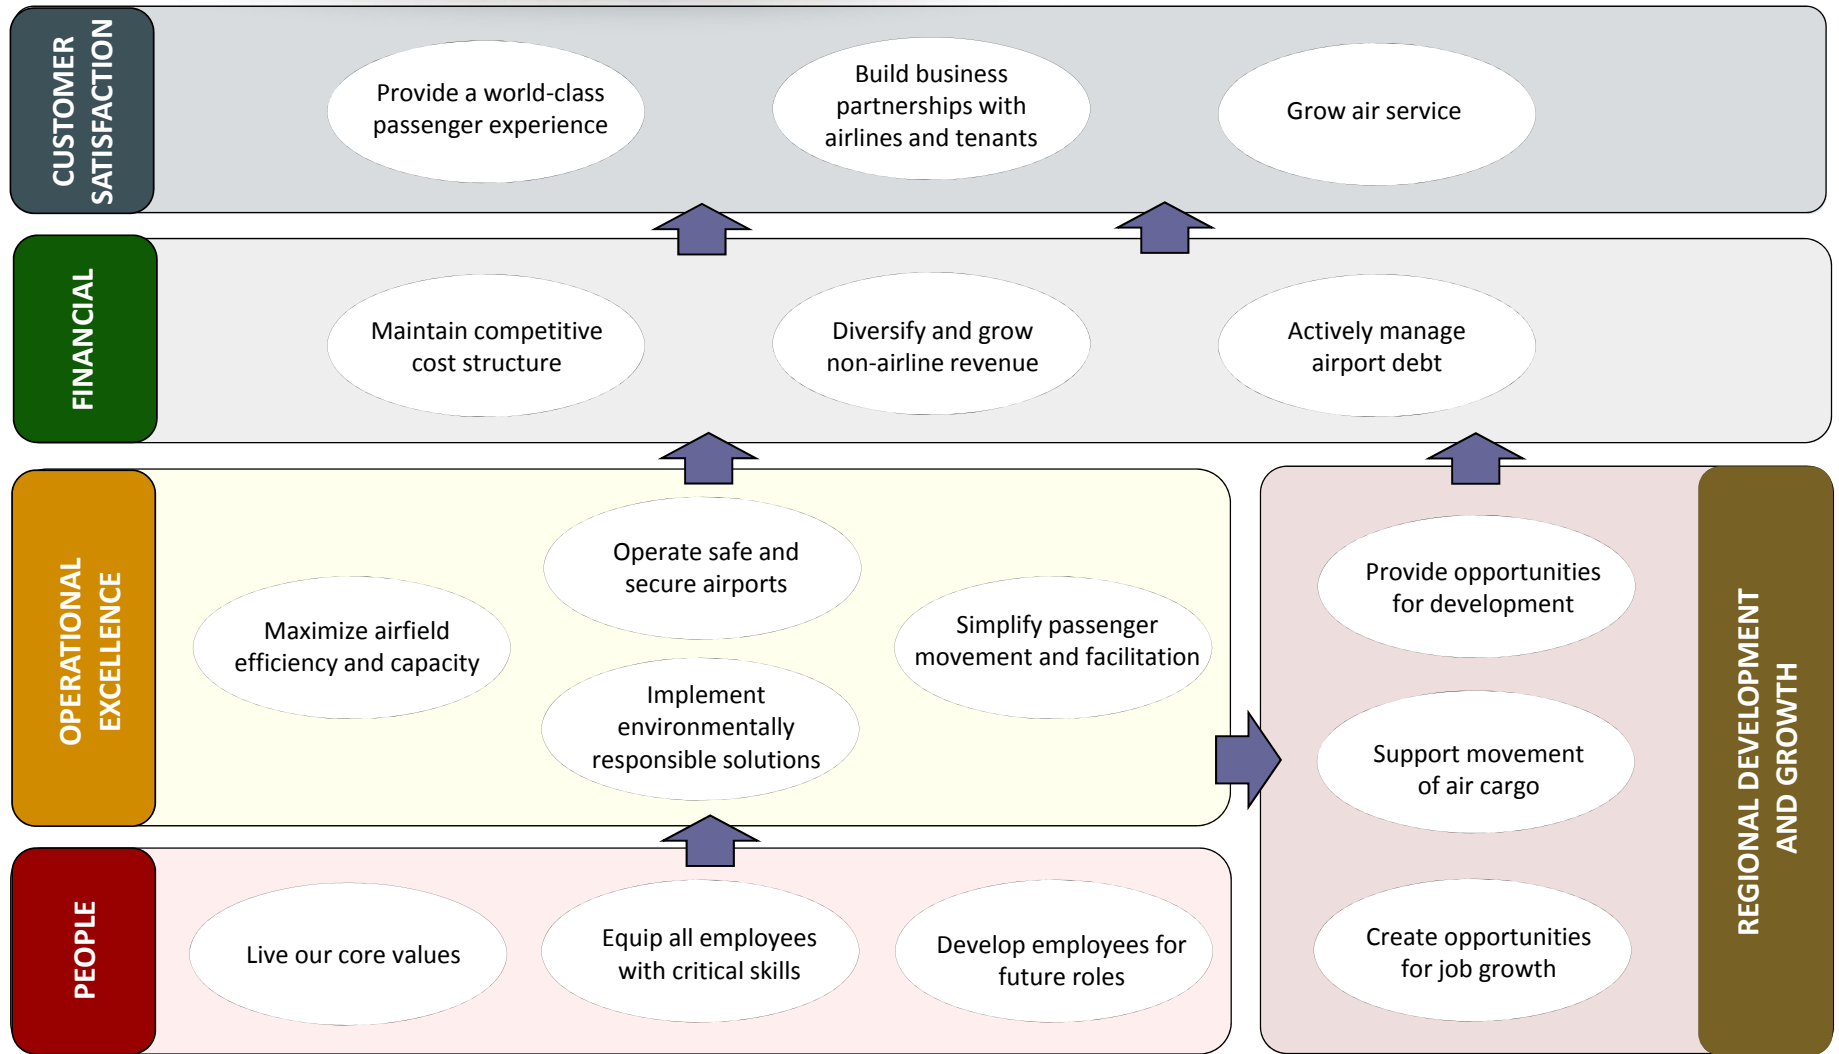 CUSTOMER
SATISFACTION
Provide a world-class
passenger experience
Build business
partnerships with
airlines and tenants
Grow air service
FINANCIAL
Maintain competitive
cost structure
Diversify and grow
non-airline revenue
Actively manage
airport debt
OPERATIONAL
EXCELLENCE
Maximize airfield
efficiency and capacity
Operate safe and
secure airports
Implement
environmentally
responsible solutions
Simplify passenger
movement and facilitation
PEOPLE
Live our core values
Equip all employees
with critical skills
Develop employees for
future roles
Provide opportunities
for development
Support movement
of air cargo
Create opportunities
for job growth
REGIONAL DEVELOPMENT
AND GROWTH